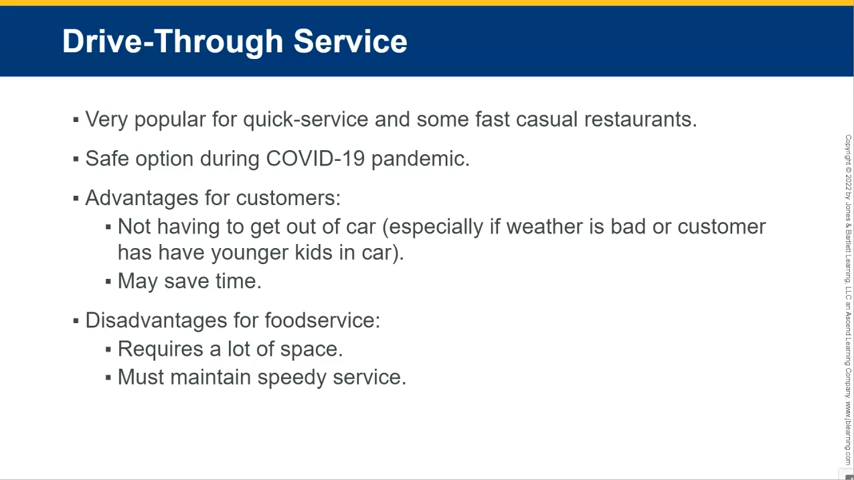 Drive-Through Service
▪ Very popular for quick-service and some fast casual restaurants.
▪ Safe option during COVID-19 pandemic.
▪ Advantages for customers:
▪ Not having to get out of car (especially if weather is bad or customer
has have younger kids in car).
▪ May save time.
▪ Disadvantages for foodservice:
▪ Requires a lot of space.
▪ Must maintain speedy service.
Copyright © 2022 by Jones & Bartlett Learning, LLC an Ascend Learning Company. www.jblearning.com